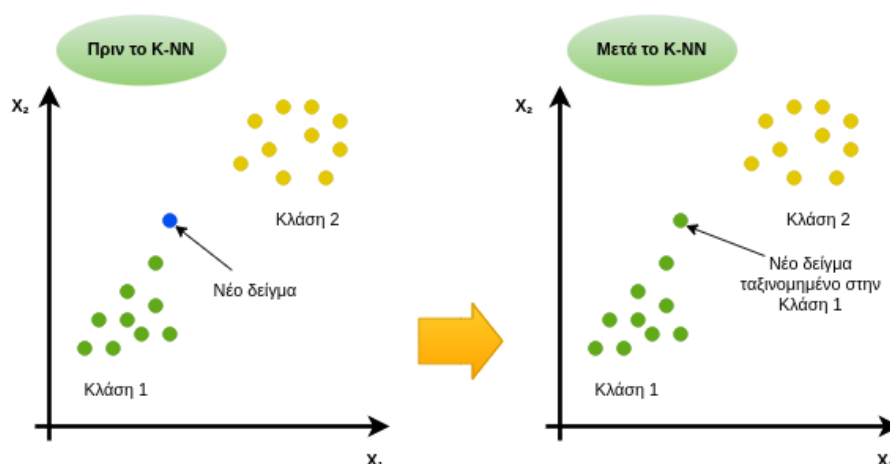 Πριν το K-NN
X₂
Κλάση 2
Νέο δείγμα
Κλάση 1
X₁
Μετά το K-NN
X₂
Κλάση 2
Νέο δείγμα
ταξινομημένο στην
Κλάση 1
Κλάση 1